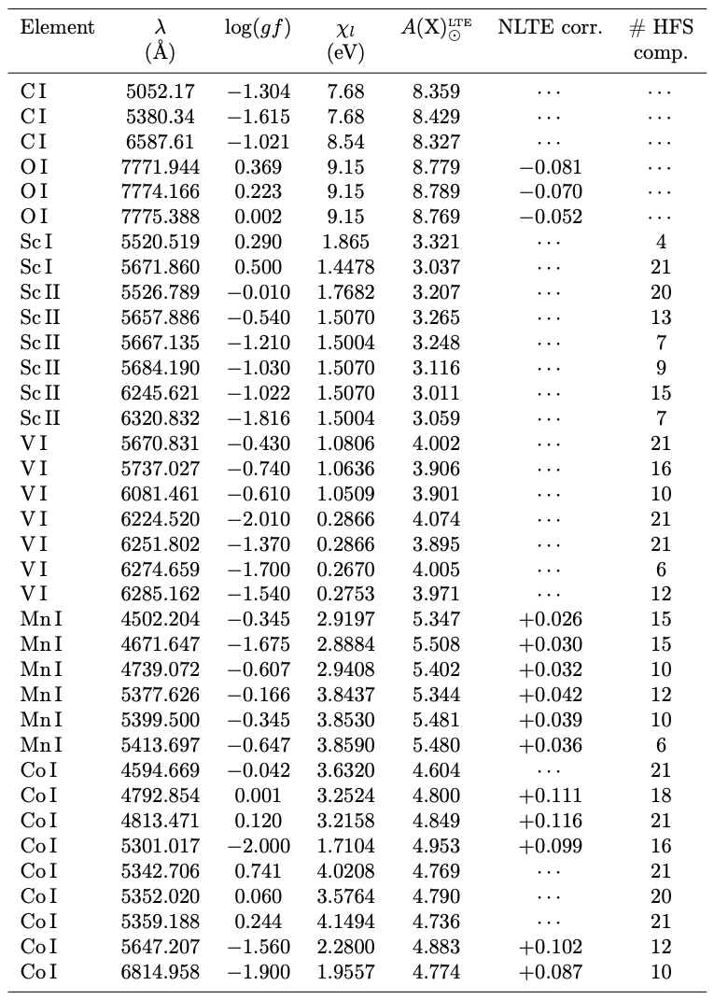 Element λ log(gf) χl A(X)⊙LTE NLTE corr. # HFS
(Å) (eV) comp.
C I 5052.17 −1.304 7.68 8.359 ⋯ ⋯
C I 5380.34 −1.615 7.68 8.429 ⋯ ⋯
C I 6587.61 −1.021 8.54 8.327 ⋯ ⋯
O I 7771.944 0.369 9.15 8.779 −0.081 ⋯
O I 7774.166 0.223 9.15 8.789 −0.070 ⋯
O I 7775.388 0.002 9.15 8.769 −0.052 ⋯
Sc I 5520.519 0.290 1.865 3.321 ⋯ 4
Sc I 5671.860 0.500 1.4478 3.037 ⋯ 21
Sc II 5526.789 −0.010 1.7682 3.207 ⋯ 20
Sc II 5657.886 −0.540 1.5070 3.265 ⋯ 13
Sc II 5667.135 −1.210 1.5004 3.248 ⋯ 7
Sc II 5684.190 −1.030 1.5070 3.116 ⋯ 9
Sc II 6245.621 −1.022 1.5070 3.011 ⋯ 15
Sc II 6320.832 −1.816 1.5004 3.059 ⋯ 7
V I 5670.831 −0.430 1.0806 4.002 ⋯ 21
V I 5737.027 −0.740 1.0636 3.906 ⋯ 16
V I 6081.461 −0.610 1.0509 3.901 ⋯ 10
V I 6224.520 −2.010 0.2866 4.074 ⋯ 21
V I 6251.802 −1.370 0.2866 3.895 ⋯ 21
V I 6274.659 −1.700 0.2670 4.005 ⋯ 6
V I 6285.162 −1.540 0.2753 3.971 ⋯ 12
Mn I 4502.204 −0.345 2.9197 5.347 +0.026 15
Mn I 4671.647 −1.675 2.8884 5.508 +0.030 15
Mn I 4739.072 −0.607 2.9408 5.402 +0.032 10
Mn I 5377.626 −0.166 3.8437 5.344 +0.042 12
Mn I 5399.500 −0.345 3.8530 5.481 +0.039 10
Mn I 5413.697 −0.647 3.8590 5.480 +0.036 6
Co I 4594.669 −0.042 3.6320 4.604 ⋯ 21
Co I 4792.854 0.001 3.2524 4.800 +0.111 18
Co I 4813.471 0.120 3.2158 4.849 +0.116 21
Co I 5301.017 −2.000 1.7104 4.953 +0.099 16
Co I 5342.706 0.741 4.0208 4.769 ⋯ 21
Co I 5352.020 0.060 3.5764 4.790 ⋯ 20
Co I 5359.188 0.244 4.1494 4.736 ⋯ 21
Co I 5647.207 −1.560 2.2800 4.883 +0.102 12
Co I 6814.958 −1.900 1.9557 4.774 +0.087 10